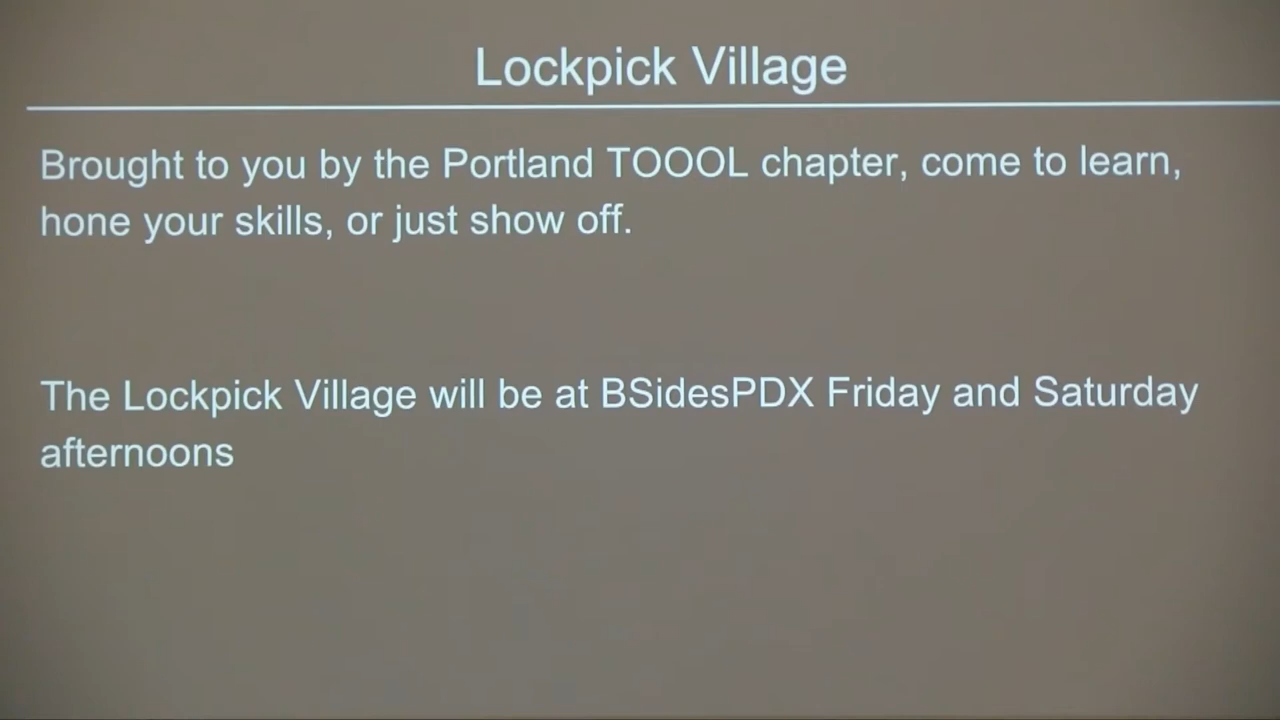 Lockpick Village
Brought to you by the Portland TOOOL chapter, come to learn,
hone your skills, or just show off.
The Lockpick Village will be at BSidesPDX Friday and Saturday
afternoons